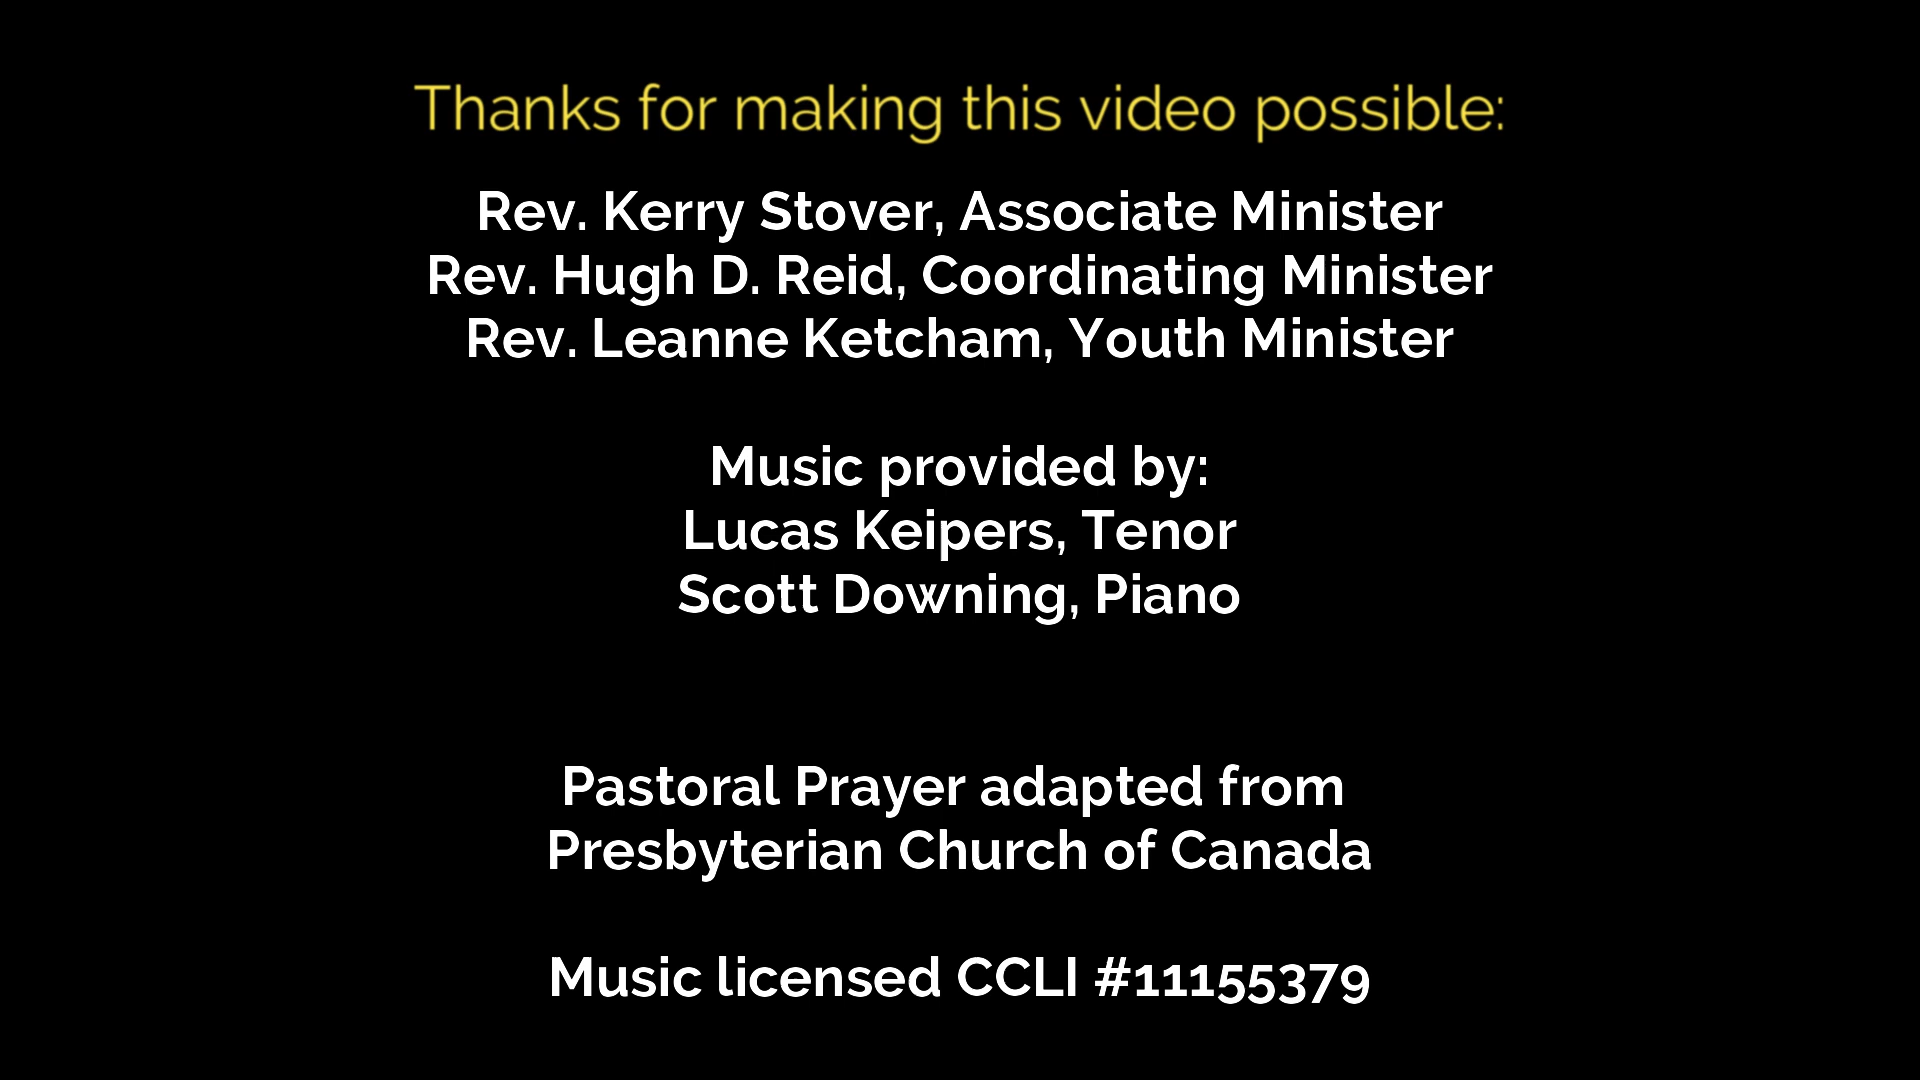 Thanks for making this video possible:
Rev. Kerry Stover, Associate Minister
Rev. Hugh D. Reid, Coordinating Minister
Rev. Leanne Ketcham, Youth Minister
Music provided by:
Lucas Keipers, Tenor
Scott Downing, Piano
Pastoral Prayer adapted from
Presbyterian Church of Canada
Music licensed CCLI #11155379